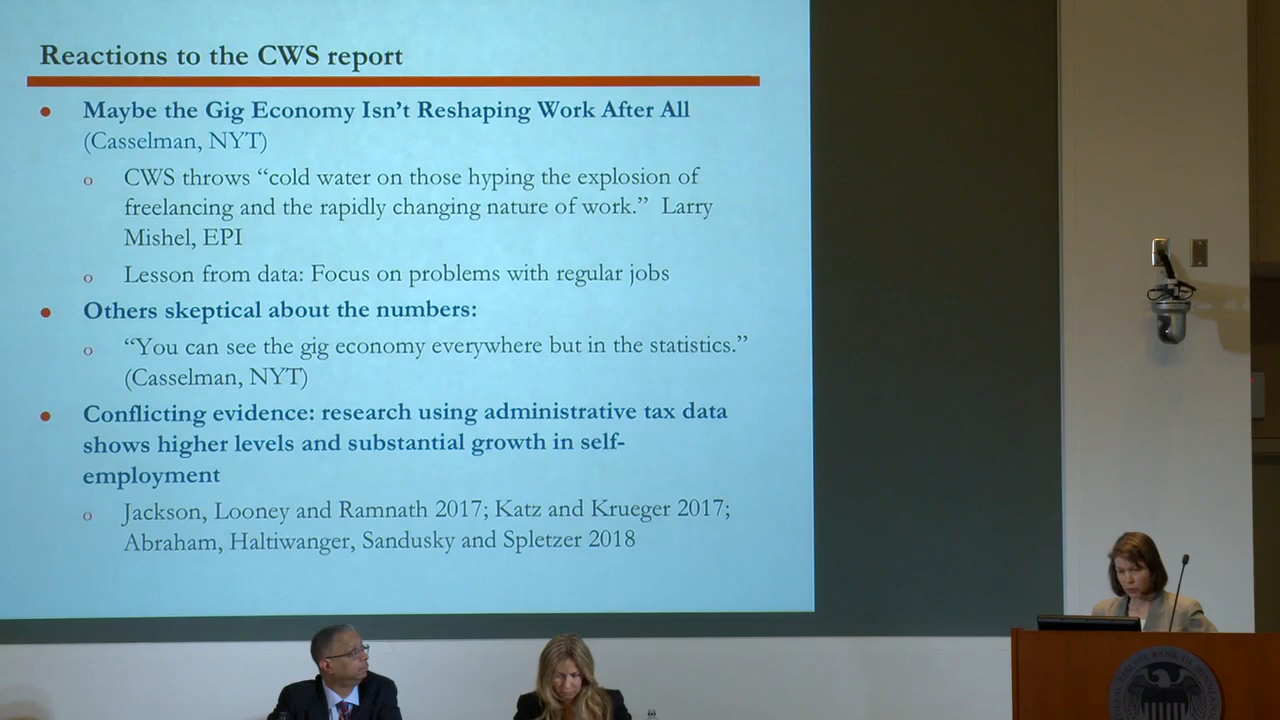 Reactions to the CWS report
Maybe the Gig Economy Isn’t Reshaping Work After All
(Casselman, NYT)
CWS throws “cold water on those hyping the explosion of
freelancing and the rapidly changing nature of work.” Larry
Mishel, EPI
Lesson from data: Focus on problems with regular jobs
Others skeptical about the numbers:
“You can see the gig economy everywhere but in the statistics.”
(Casselman, NYT)
Conflicting evidence: research using administrative tax data
shows higher levels and substantial growth in self-
employment
Jackson, Looney and Ramnath 2017; Katz and Krueger 2017;
Abraham, Haltiwanger, Sandusky and Spletzer 2018
RESERVE BANK OF